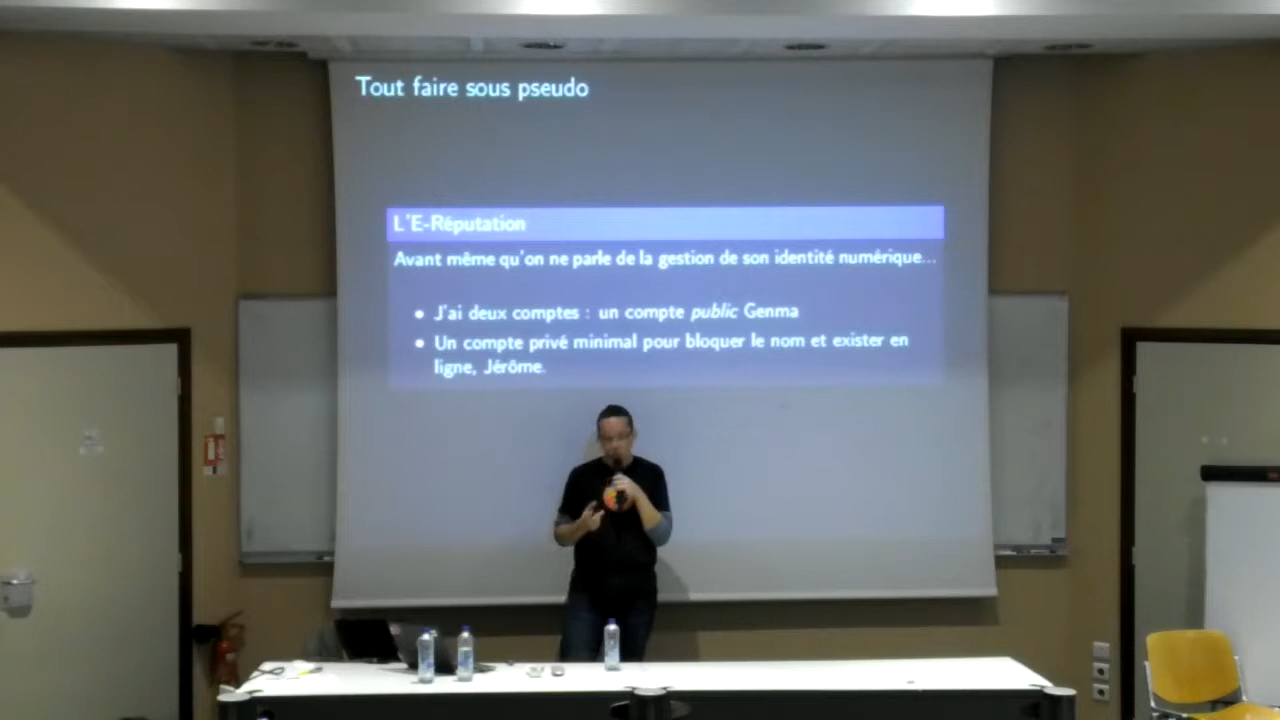 Tout faire sous pseudo
L'E-Réputation
Avant même qu'on ne parle de la gestion de son identité numérique...
• J'ai deux comptes : un compte public Genma
• Un compte privé minimal pour bloquer le nom et exister en
ligne, Jérôme.